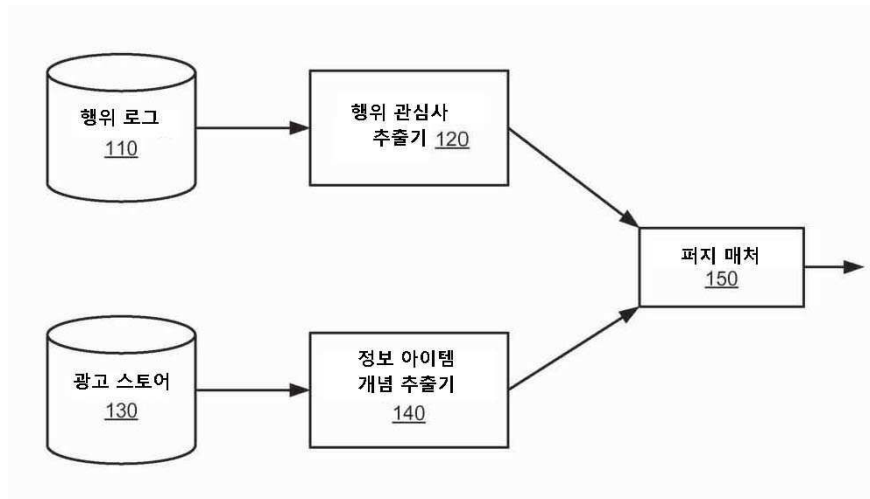 행위 로그
110
행위 관심사
추출기 120
퍼지 매처
150
광고 스토어
130
정보 아이템
개념 추출기
140